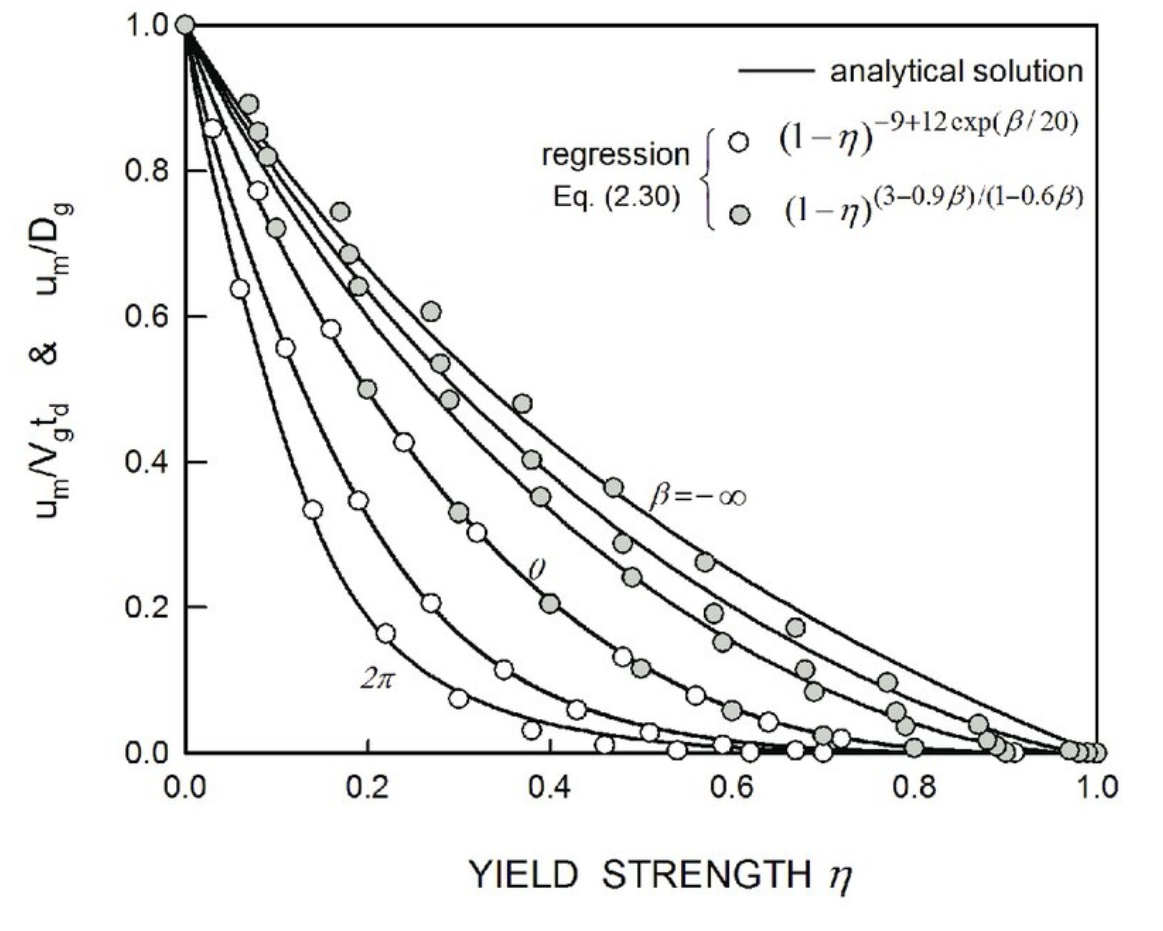 1.0
0.8
0.6
0.4
0.2
0.0
u_m/V_g t_d & u_m/D_g
analytical solution
regression
Eq. (2.30)
(1−η)^{−9+12exp(β/20)}
(1−η)^{(3−0.9β)/(1−0.6β)}
β=−∞
0
2π
0.0 0.2 0.4 0.6 0.8 1.0
YIELD STRENGTH η